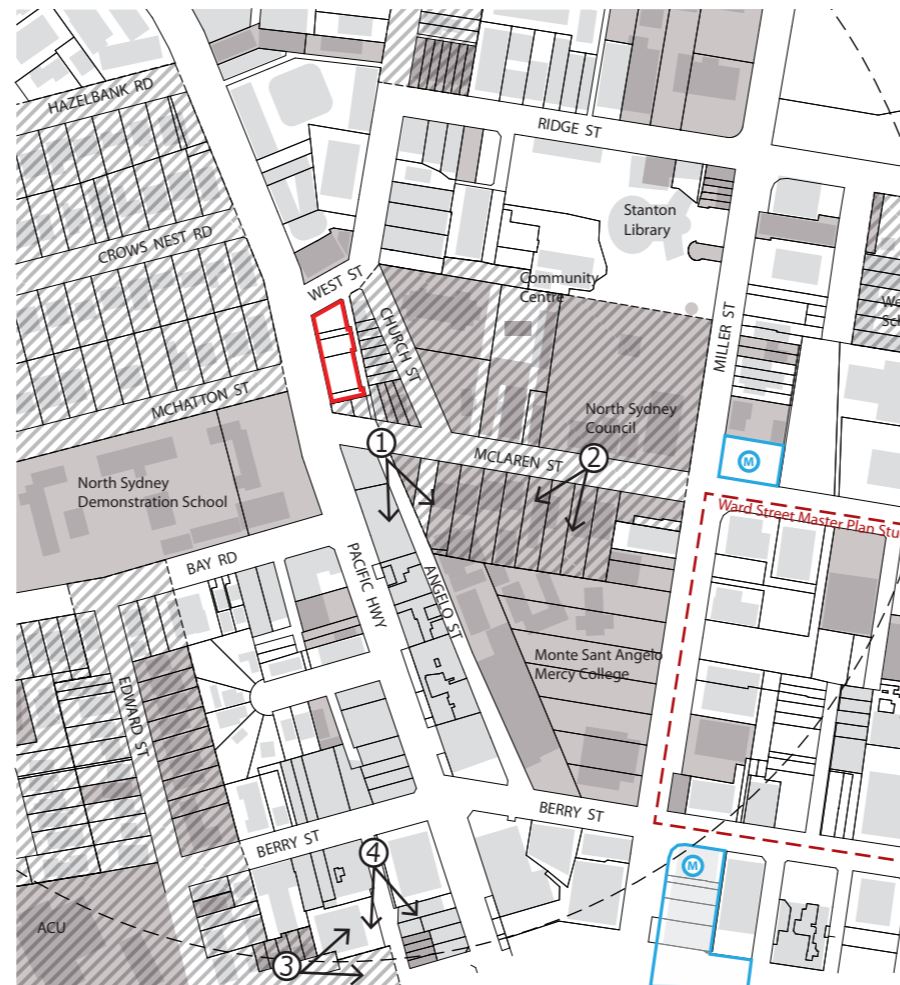 HAZELBANK RD
RIDGE ST
Stanton
Library
CROWS NEST RD
WEST ST
Community
Centre
CHURCH ST
MILLER ST
MCHATTON ST
North Sydney
Council
1
MCLAREN ST
2
M
North Sydney
Demonstration School
Ward Street Master Plan Stu
BAY RD
PACIFIC HWY
ANGELO ST
Monte Sant Angelo
Mercy College
EDWARD ST
BERRY ST
BERRY ST
4
M
ACU
3